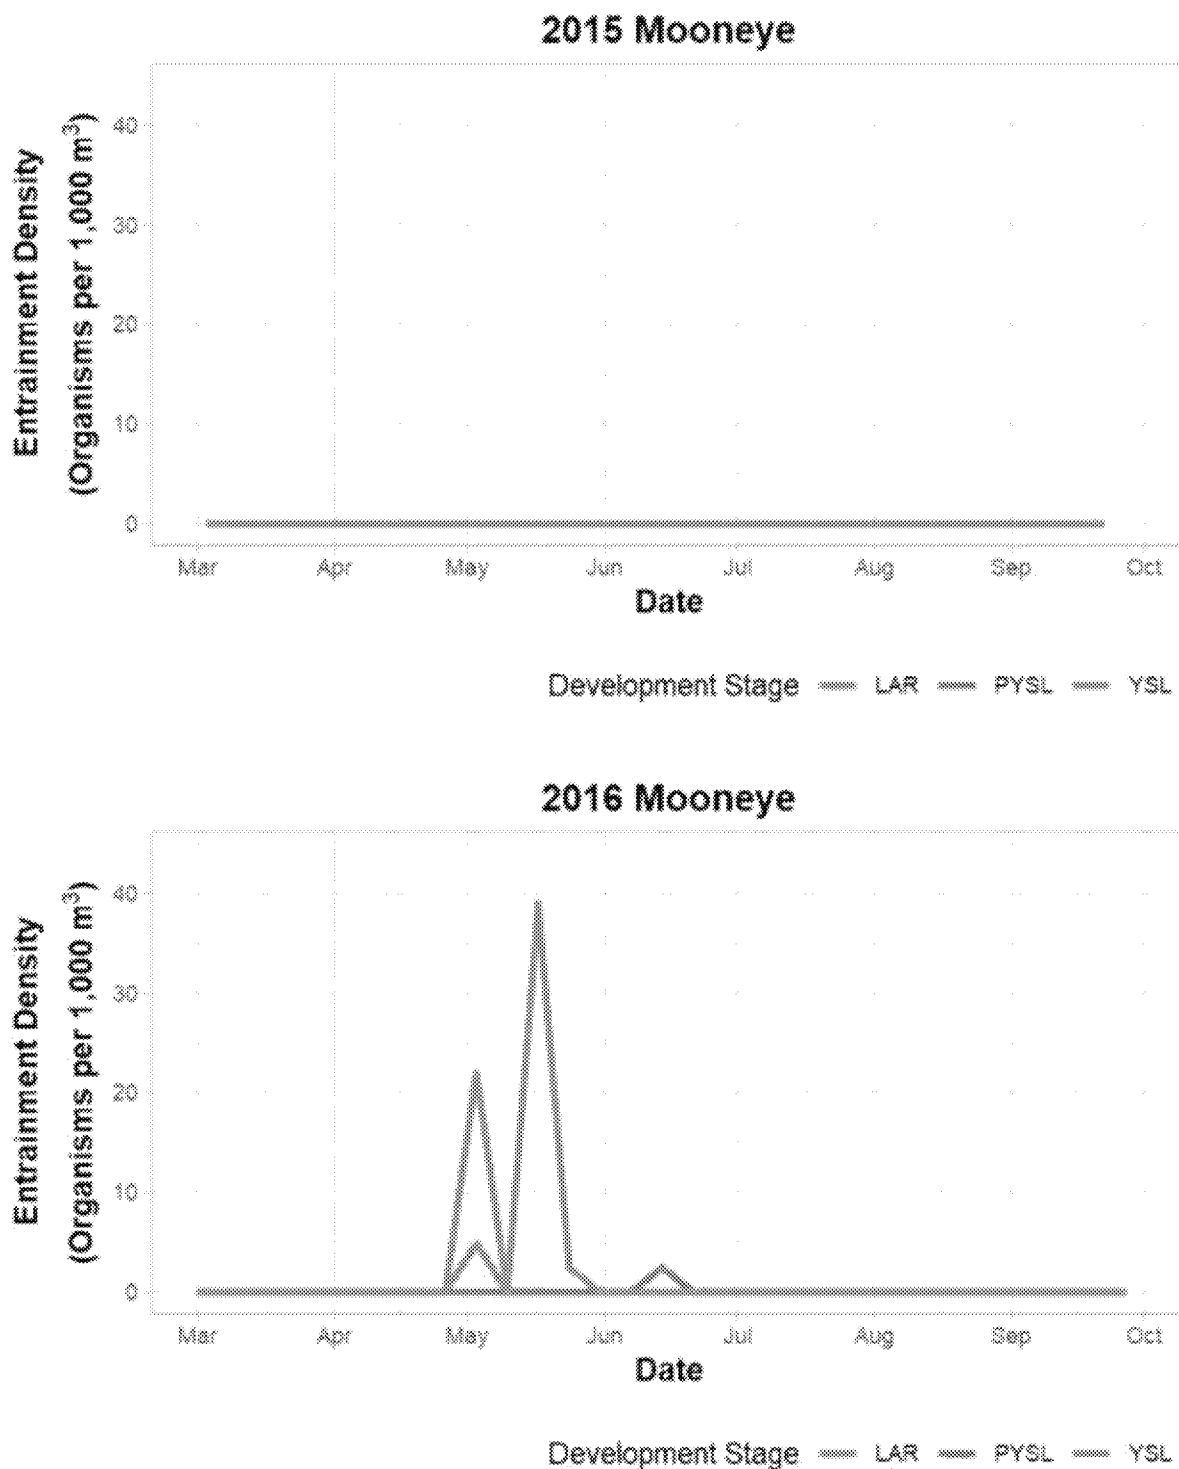 2015 Mooneye
Entrainment Density
(Organisms per 1,000 m³)
40
30
20
10
0
Mar Apr May Jun Jul Aug Sep Oct
Date
Development Stage LAR PYSL YSL
2016 Mooneye
Entrainment Density
(Organisms per 1,000 m³)
40
30
20
10
0
Mar Apr May Jun Jul Aug Sep Oct
Date
Development Stage LAR PYSL YSL